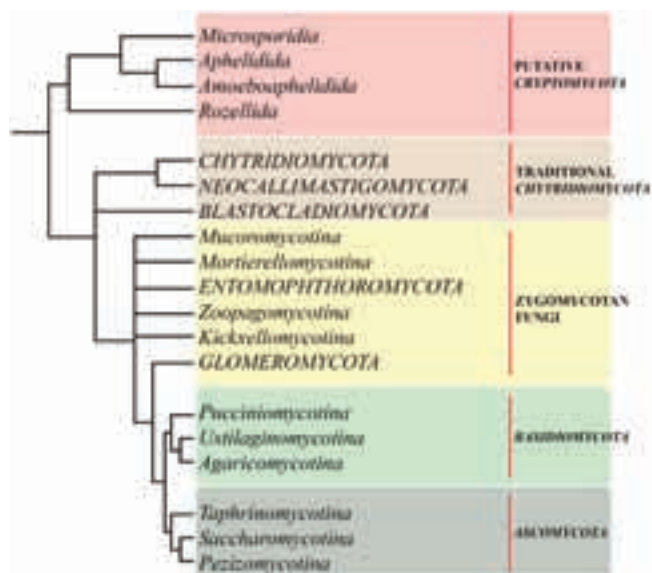 Microsporidia
Aphelidida
Amoeboaphelidida
Rozellida
PUTATIVE
CRYPTOMYCOTA
CHYTRIDIOMYCOTA
NEOCALLIMASTIGOMYCOTA
BLASTOCLADIOMYCOTA
TRADITIONAL
CHYTRIDIOMYCOTA
Mucoromycotina
Mortierellomycotina
ENTOMOPHTHOROMYCOTA
Zoopagomycotina
Kickxellomycotina
GLOMEROMYCOTA
ZYGOMYCOTAN
FUNGI
Pucciniomycotina
Ustilaginomycotina
Agaricomycotina
BASIDIOMYCOTA
Taphrinomycotina
Saccharomycotina
Pezizomycotina
ASCOMYCOTA